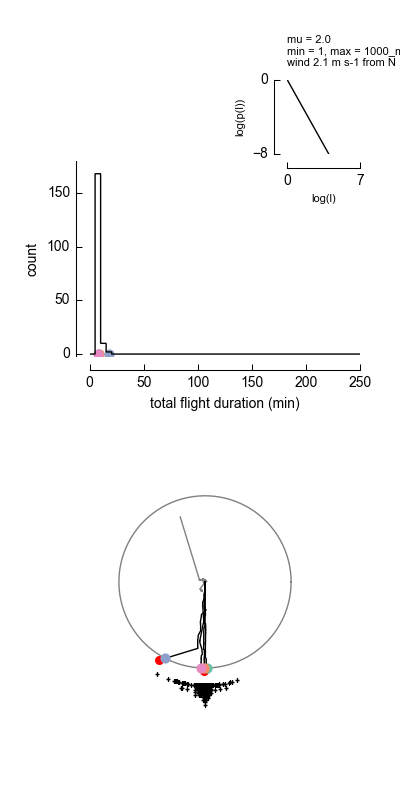 mu = 2.0
min = 1, max = 1000_m
wind 2.1 m s-1 from N
0
log(p(l))
−8
0
7
log(l)
150
100
50
0
count
0
50
100
150
200
250
total flight duration (min)